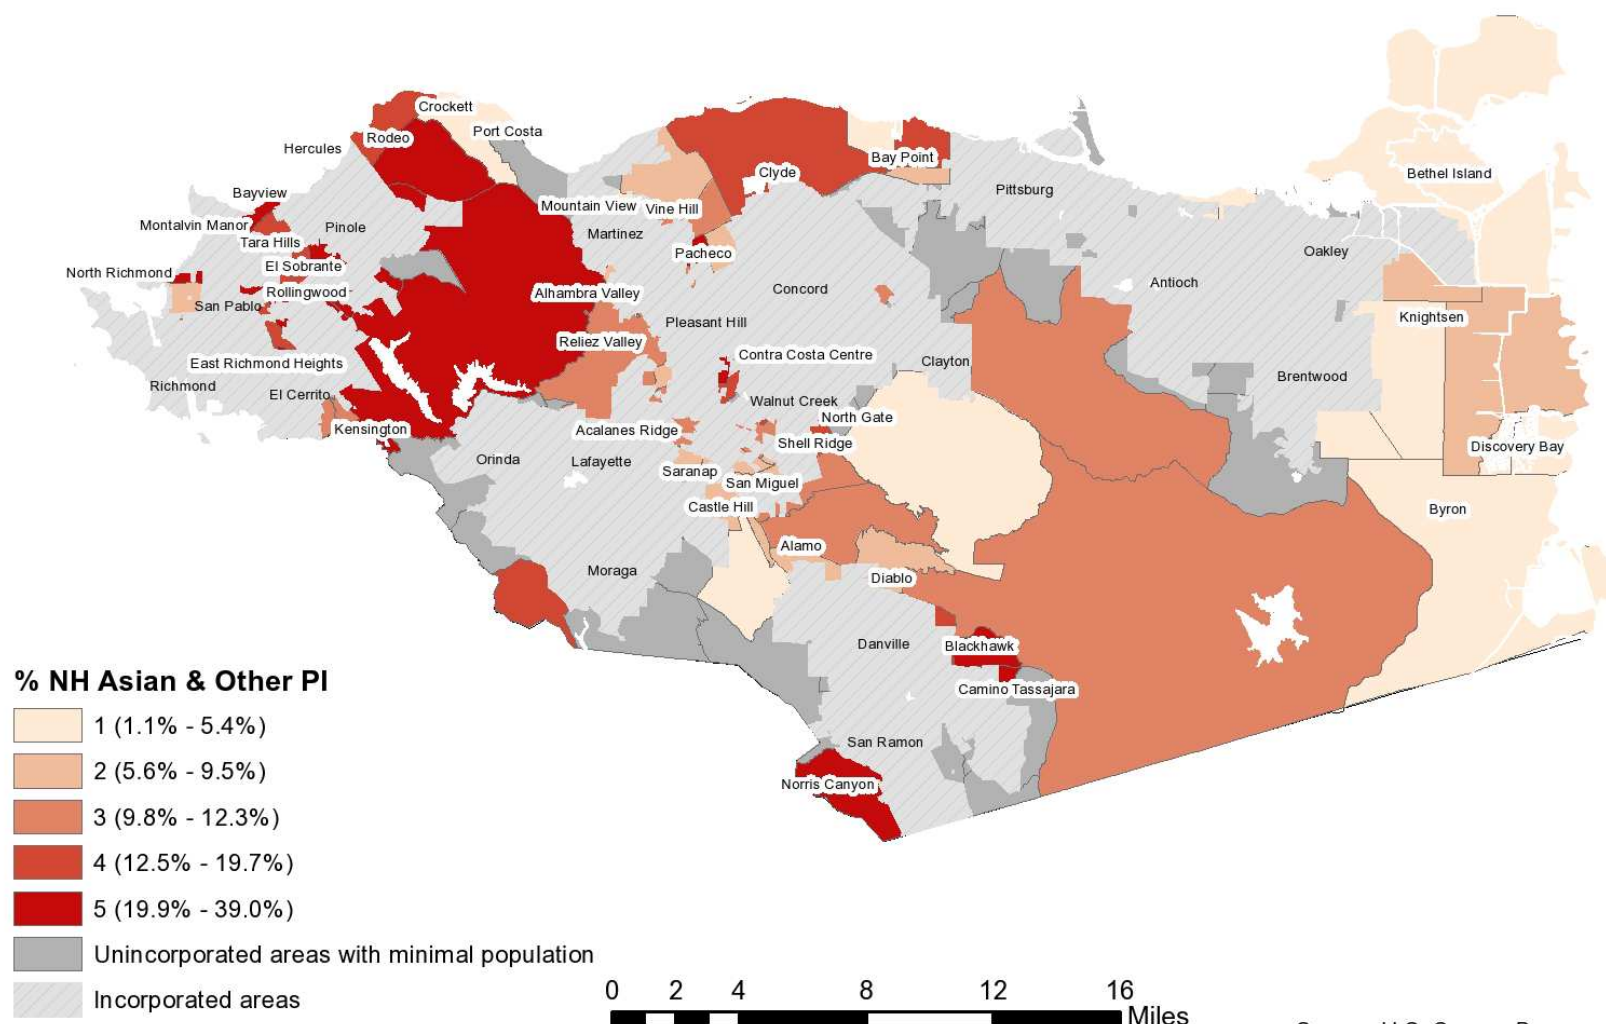 Crockett
Port Costa
Rodeo
Hercules
Bay Point
Clyde
Bethel Island
Pittsburg
Bayview
Mountain View
Vine Hill
Montalvin Manor
Pinole
Martinez
Tara Hills
Pacheco
Oakley
El Sobrante
North Richmond
Antioch
Concord
Rollingwood
Alhambra Valley
San Pablo
Knightsen
Pleasant Hill
Reliez Valley
Contra Costa Centre
East Richmond Heights
Clayton
Brentwood
Richmond
El Cerrito
Walnut Creek
North Gate
Kensington
Acalanes Ridge
Shell Ridge
Discovery Bay
Orinda
Lafayette
Saranap
San Miguel
Castle Hill
Byron
Alamo
Moraga
Diablo
Danville
Blackhawk
Camino Tassajara
San Ramon
Norris Canyon
% NH Asian & Other PI
1 (1.1% - 5.4%)
2 (5.6% - 9.5%)
3 (9.8% - 12.3%)
4 (12.5% - 19.7%)
5 (19.9% - 39.0%)
Unincorporated areas with minimal population
Incorporated areas
0 2 4 8 12 16
Miles